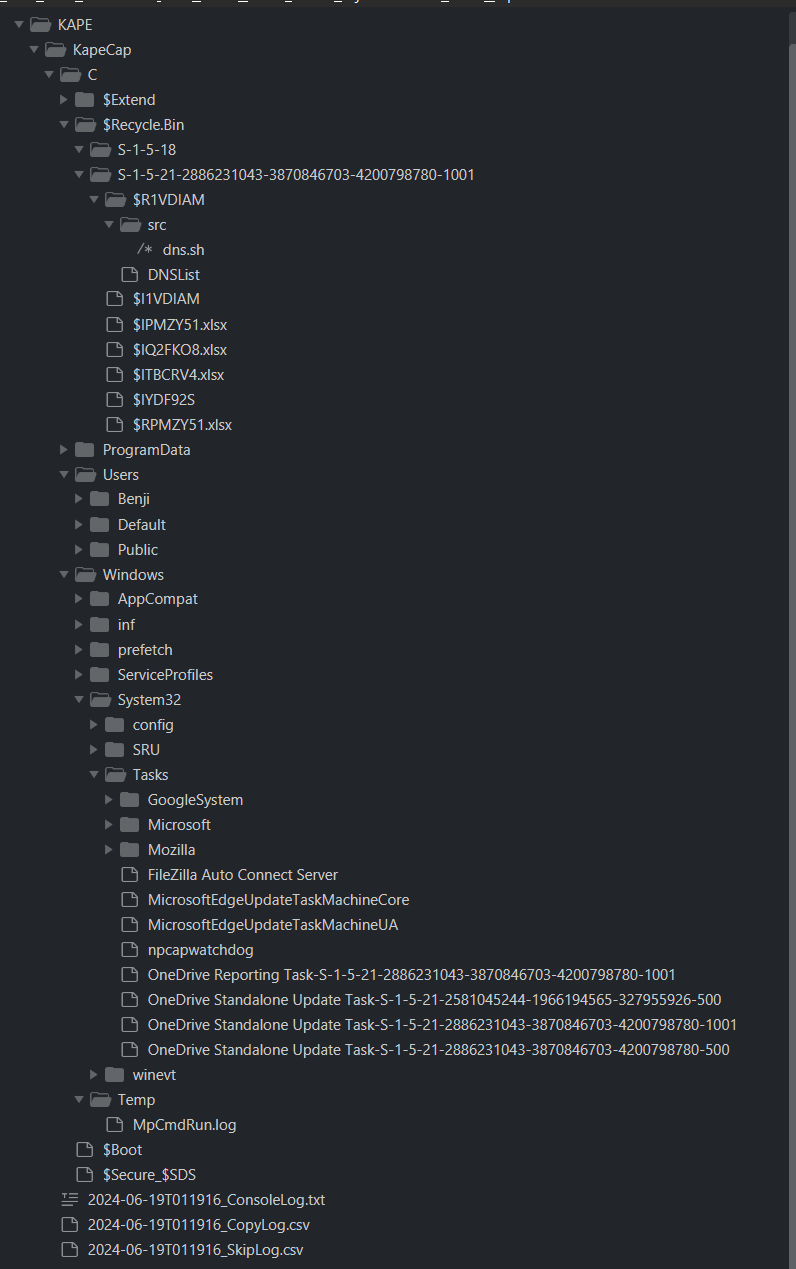 KAPE
KapeCap
C
$Extend
$Recycle.Bin
S-1-5-18
S-1-5-21-2886231043-3870846703-4200798780-1001
$R1VDIAM
src
/* dns.sh
DNSList
$I1VDIAM
$IPMZY51.xlsx
$IQ2FKO8.xlsx
$ITBCRV4.xlsx
$IYDF92S
$RPMZY51.xlsx
ProgramData
Users
Benji
Default
Public
Windows
AppCompat
inf
prefetch
ServiceProfiles
System32
config
SRU
Tasks
GoogleSystem
Microsoft
Mozilla
FileZilla Auto Connect Server
MicrosoftEdgeUpdateTaskMachineCore
MicrosoftEdgeUpdateTaskMachineUA
npcapwatchdog
OneDrive Reporting Task-S-1-5-21-2886231043-3870846703-4200798780-1001
OneDrive Standalone Update Task-S-1-5-21-2581045244-1966194565-327955926-500
OneDrive Standalone Update Task-S-1-5-21-2886231043-3870846703-4200798780-1001
OneDrive Standalone Update Task-S-1-5-21-2886231043-3870846703-4200798780-500
winevt
Temp
MpCmdRun.log
$Boot
$Secure_$SDS
2024-06-19T011916_ConsoleLog.txt
2024-06-19T011916_CopyLog.csv
2024-06-19T011916_SkipLog.csv